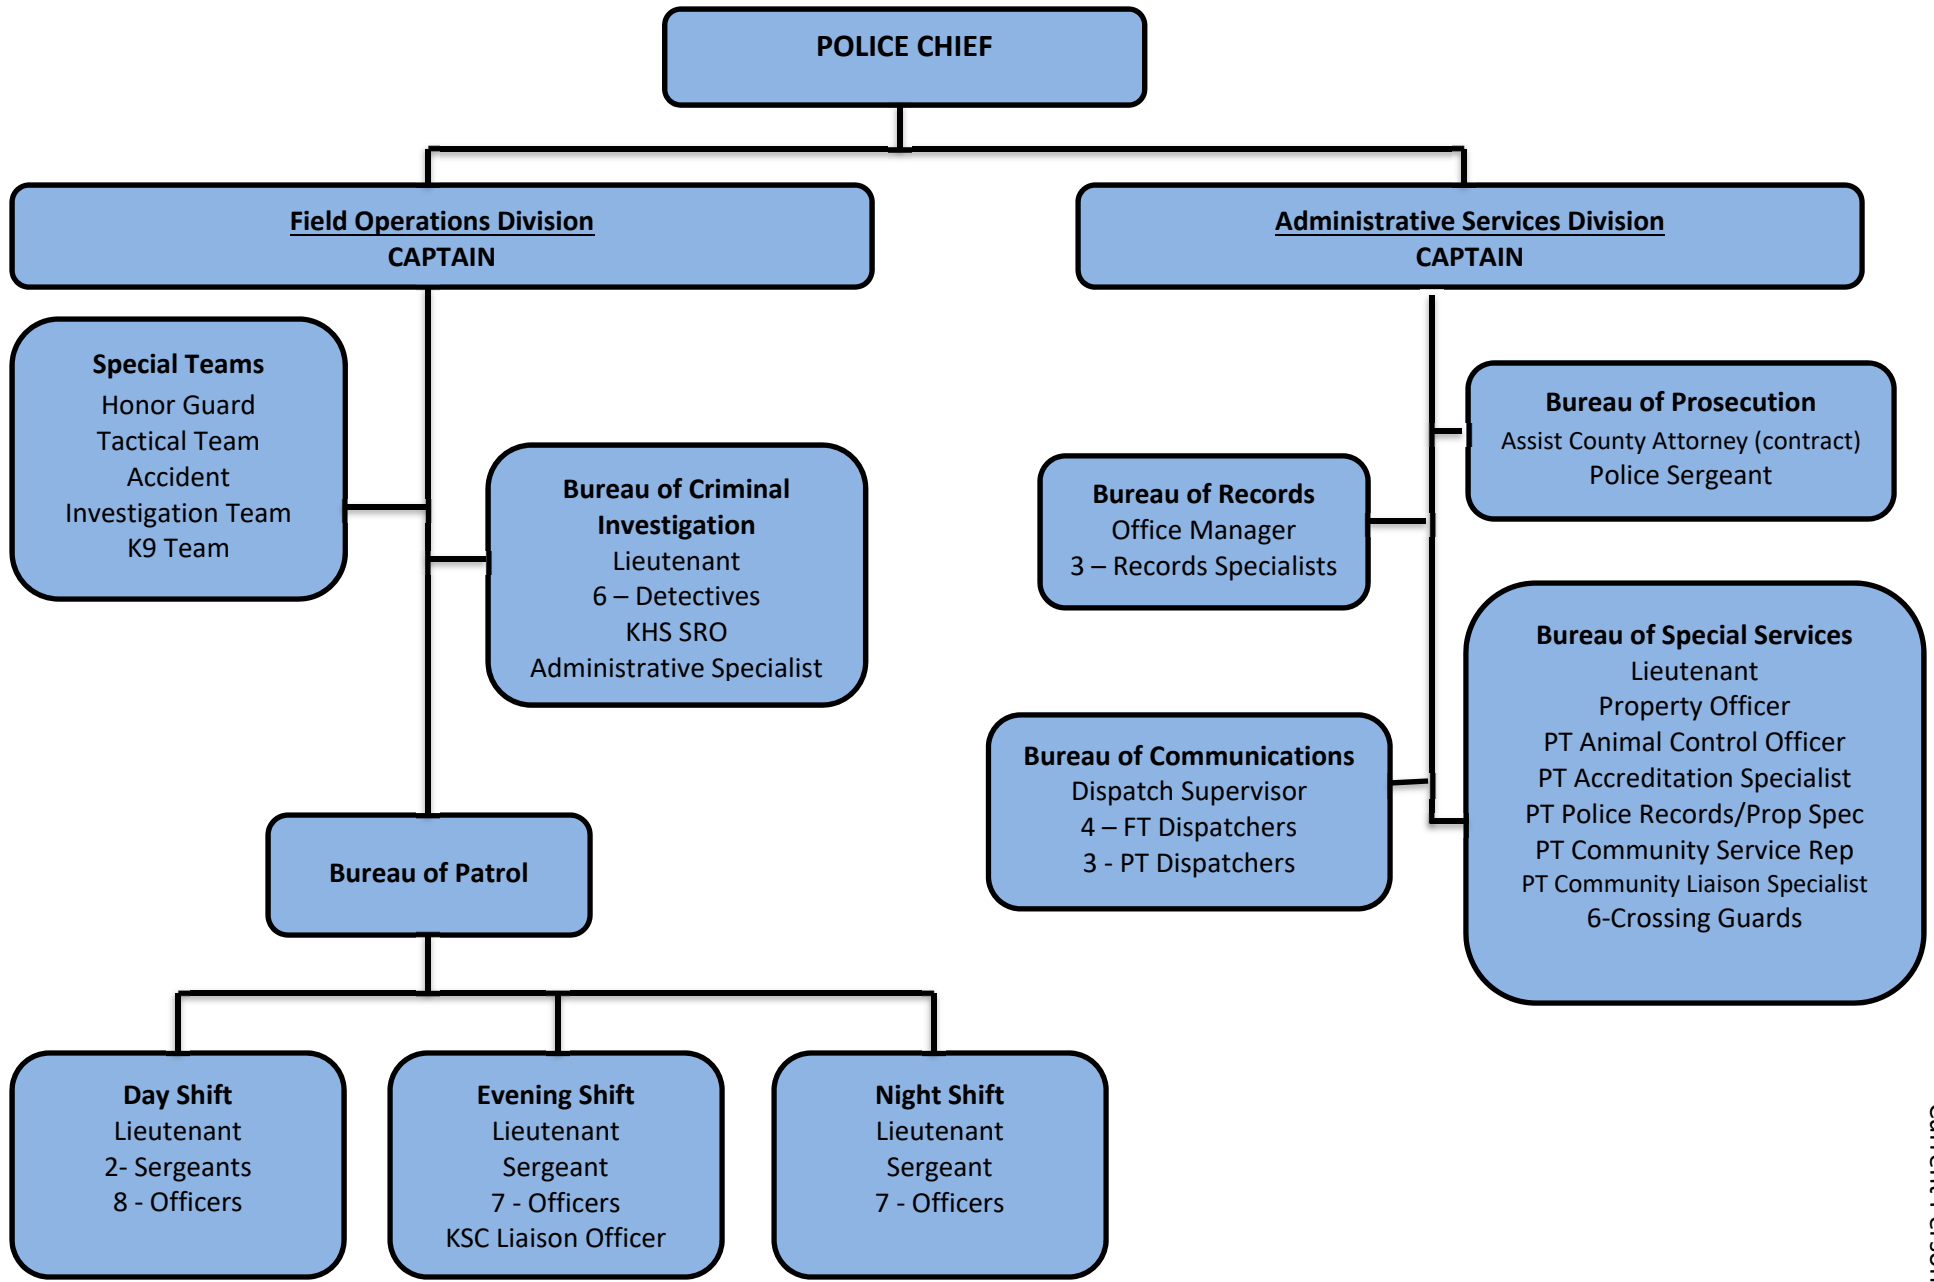 POLICE CHIEF
Field Operations Division
CAPTAIN
Administrative Services Division
CAPTAIN
Special Teams
Honor Guard
Tactical Team
Accident
Investigation Team
K9 Team
Bureau of Criminal
Investigation
Lieutenant
6 – Detectives
KHS SRO
Administrative Specialist
Bureau of Prosecution
Assist County Attorney (contract)
Police Sergeant
Bureau of Records
Office Manager
3 – Records Specialists
Bureau of Special Services
Lieutenant
Property Officer
PT Animal Control Officer
PT Accreditation Specialist
PT Police Records/Prop Spec
PT Community Service Rep
PT Community Liaison Specialist
6-Crossing Guards
Bureau of Communications
Dispatch Supervisor
4 – FT Dispatchers
3 - PT Dispatchers
Bureau of Patrol
Day Shift
Lieutenant
2- Sergeants
8 - Officers
Evening Shift
Lieutenant
Sergeant
7 - Officers
KSC Liaison Officer
Night Shift
Lieutenant
Sergeant
7 - Officers